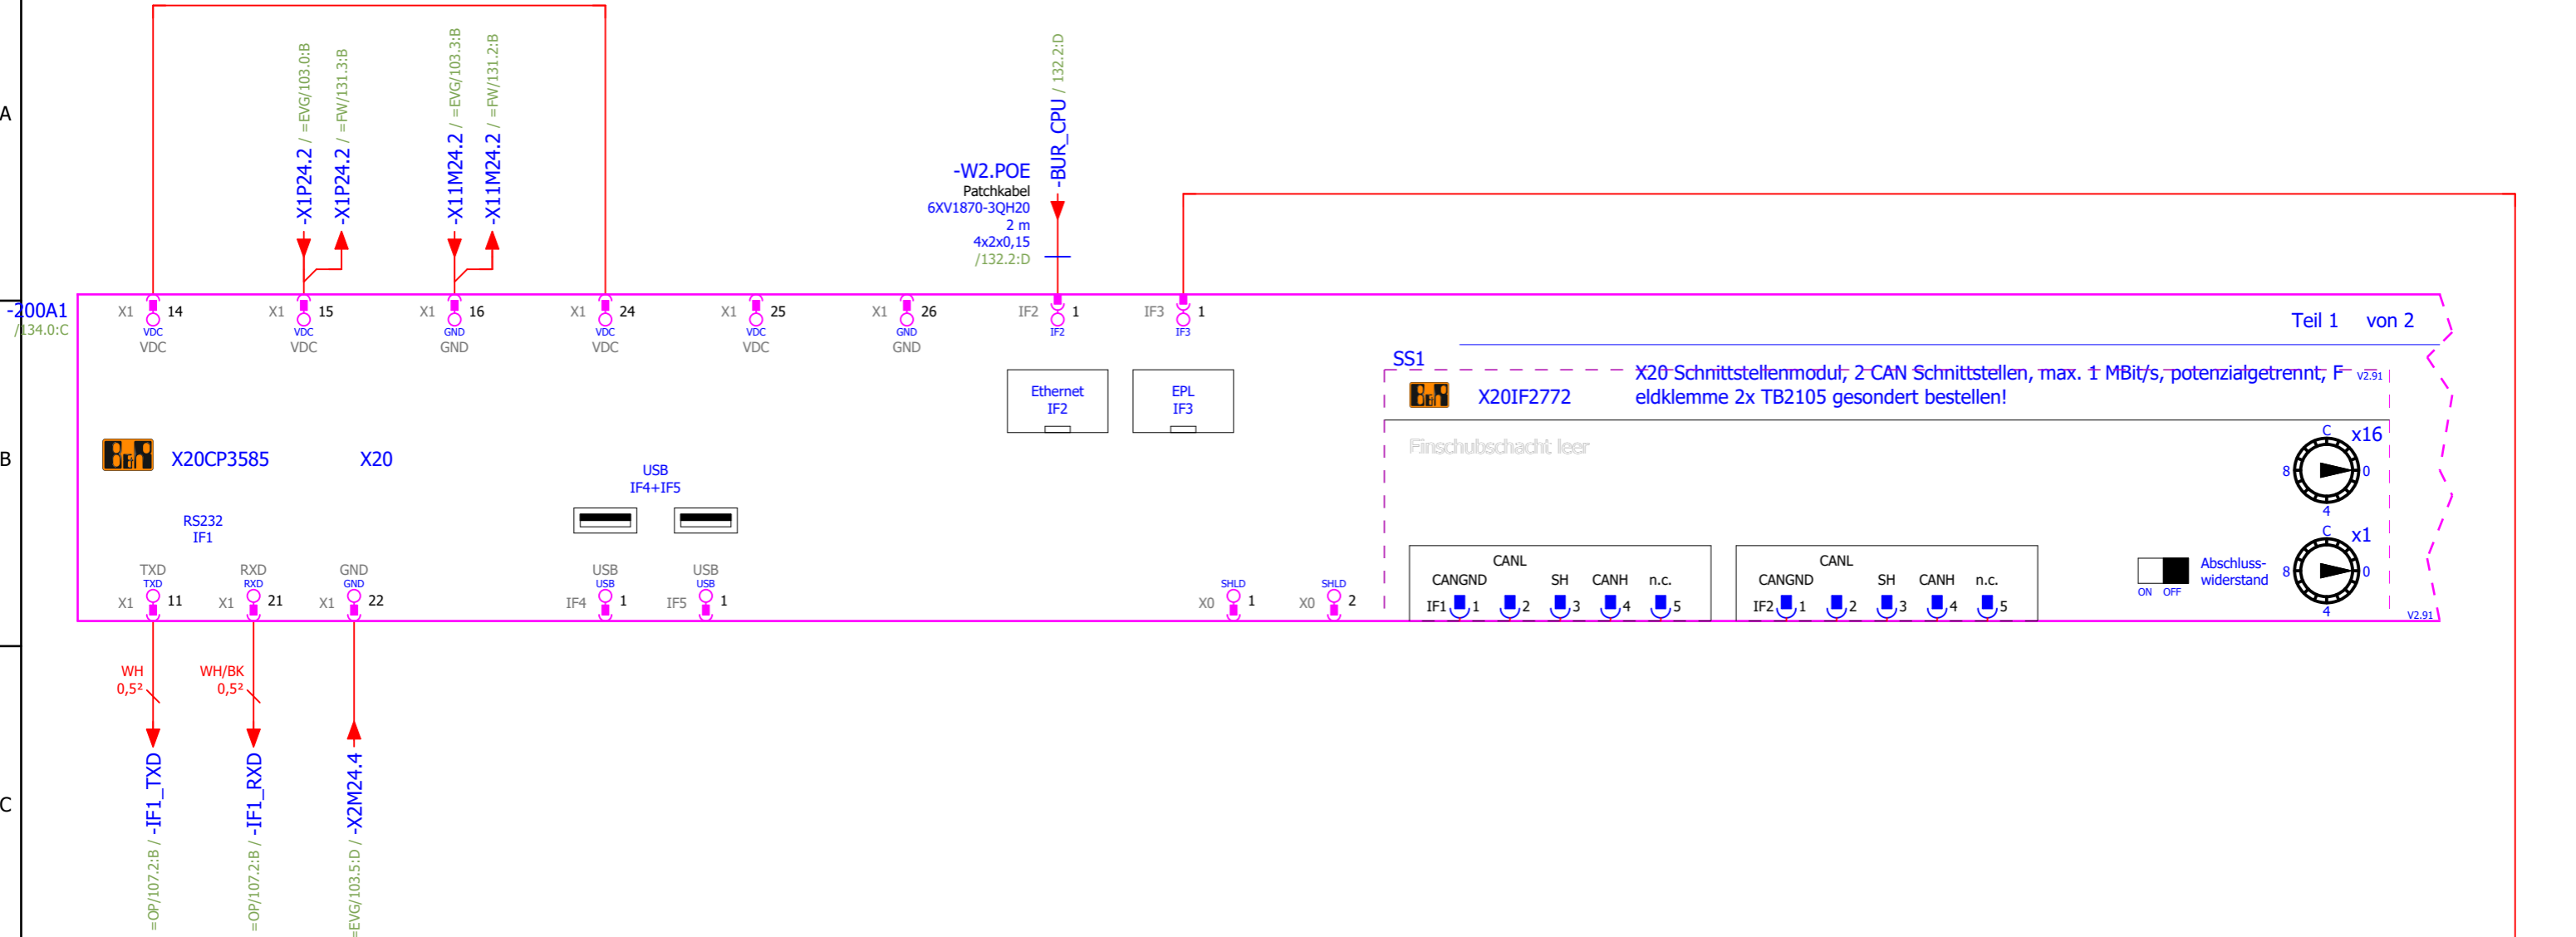 A
B
C
-X1P24.2 / =EVG/103.0:B
-X1P24.2 / =FW/131.3:B
-X11M24.2 / =EVG/103.3:B
-X11M24.2 / =FW/131.2:B
-BUR_CPU / 132.2:D
-W2.POE
Patchkabel
6XV1870-3QH20
2 m
4x2x0,15
/132.2:D
-200A1
/134.0:C
X1 14
VDC
VDC
X1 15
VDC
VDC
X1 16
GND
GND
X1 24
VDC
VDC
X1 25
VDC
VDC
X1 26
GND
GND
IF2 1
IF2
IF3 1
IF3
Teil 1 von 2
Ethernet
IF2
EPL
IF3
SS1
B&R
X20IF2772
X20 Schnittstellenmodul, 2 CAN Schnittstellen, max. 1 MBit/s, potenzialgetrennt, F
eldklemme 2x TB2105 gesondert bestellen!
V2.91
Einschubschacht leer
B&R
X20CP3585 X20
RS232
IF1
USB
IF4+IF5
C x16
8 0
4
C x1
8 0
4
Abschluss-
widerstand
ON OFF
TXD
TXD
X1 11
RXD
RXD
X1 21
GND
GND
X1 22
USB
USB
IF4 1
USB
USB
IF5 1
SHLD
X0 1
SHLD
X0 2
CANL
CANGND SH CANH n.c.
IF1 1 2 3 4 5
CANL
CANGND SH CANH n.c.
IF2 1 2 3 4 5
V2.91
WH
0,5²
WH/BK
0,5²
=OP/107.2:B / -IF1_TXD
=OP/107.2:B / -IF1_RXD
=EVG/103.5:D / -X2M24.4